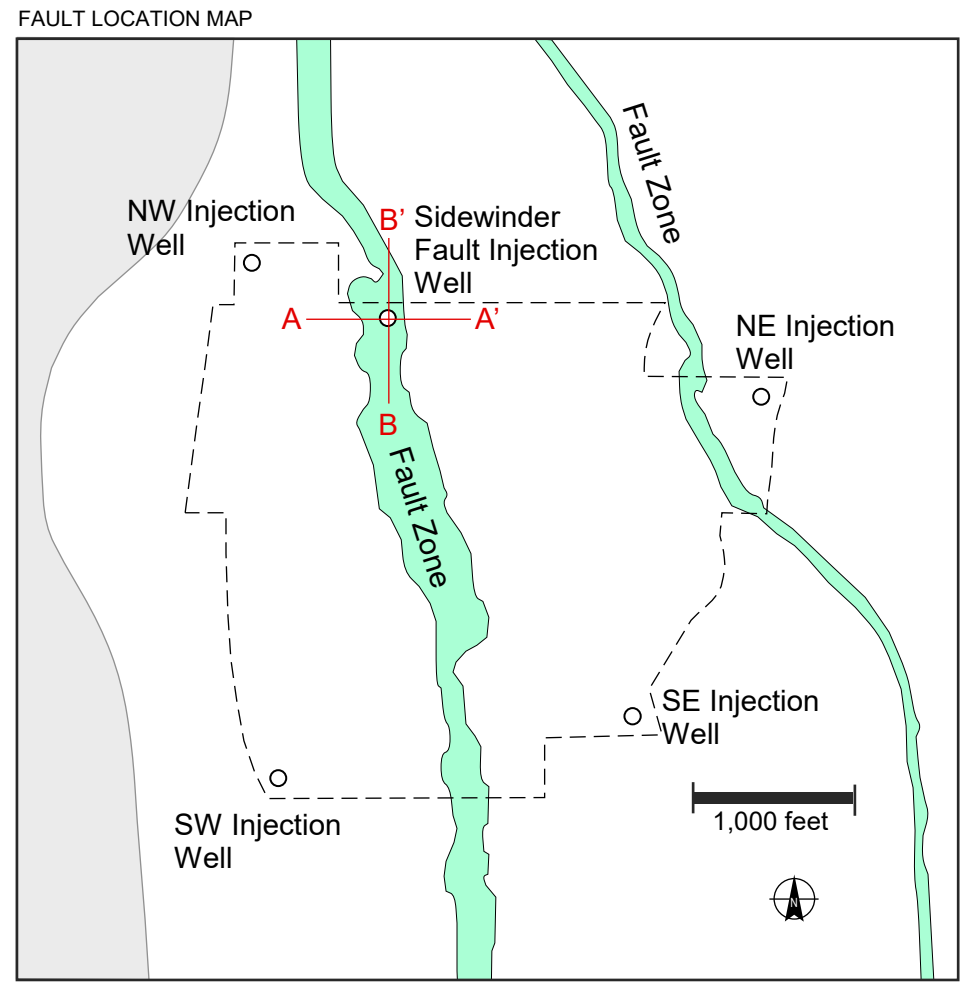 FAULT LOCATION MAP
Fault Zone
NW Injection
Well
B’
Sidewinder
Fault Injection
Well
A
A’
NE Injection
Well
B
Fault Zone
SE Injection
Well
1,000 feet
SW Injection
Well
N